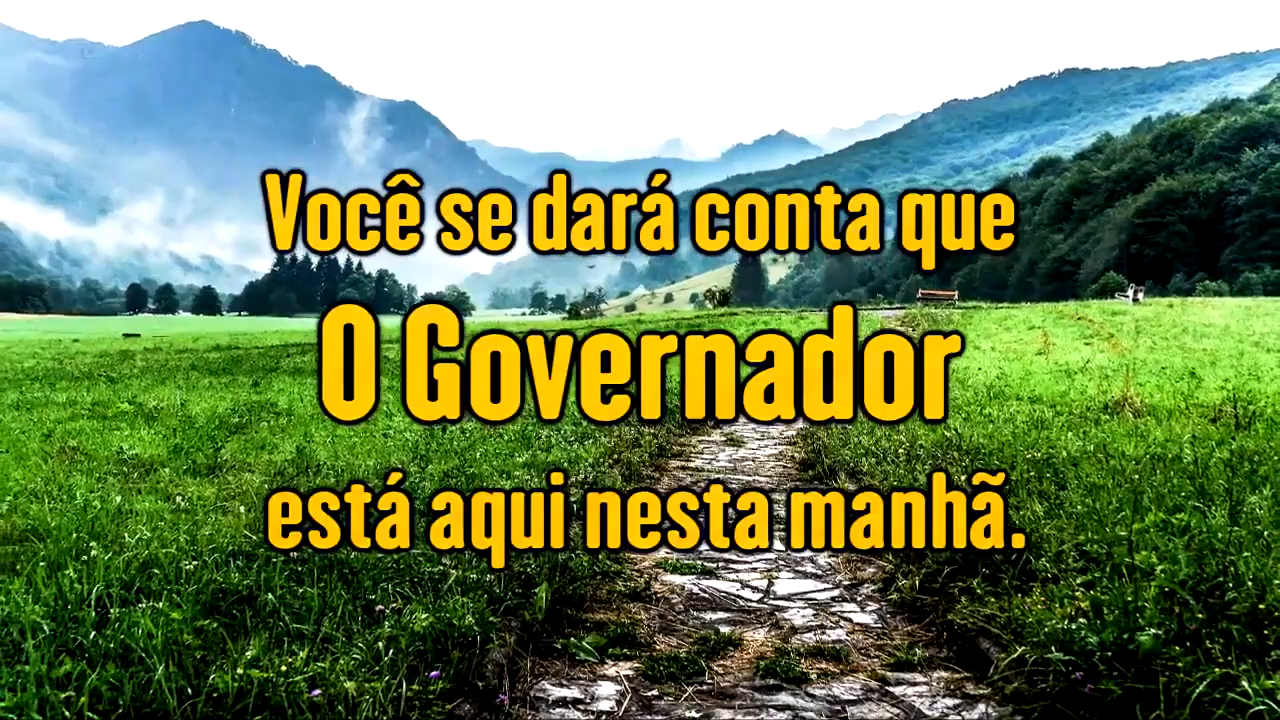 Você se dará conta que
O Governador
está aqui nesta manhã.